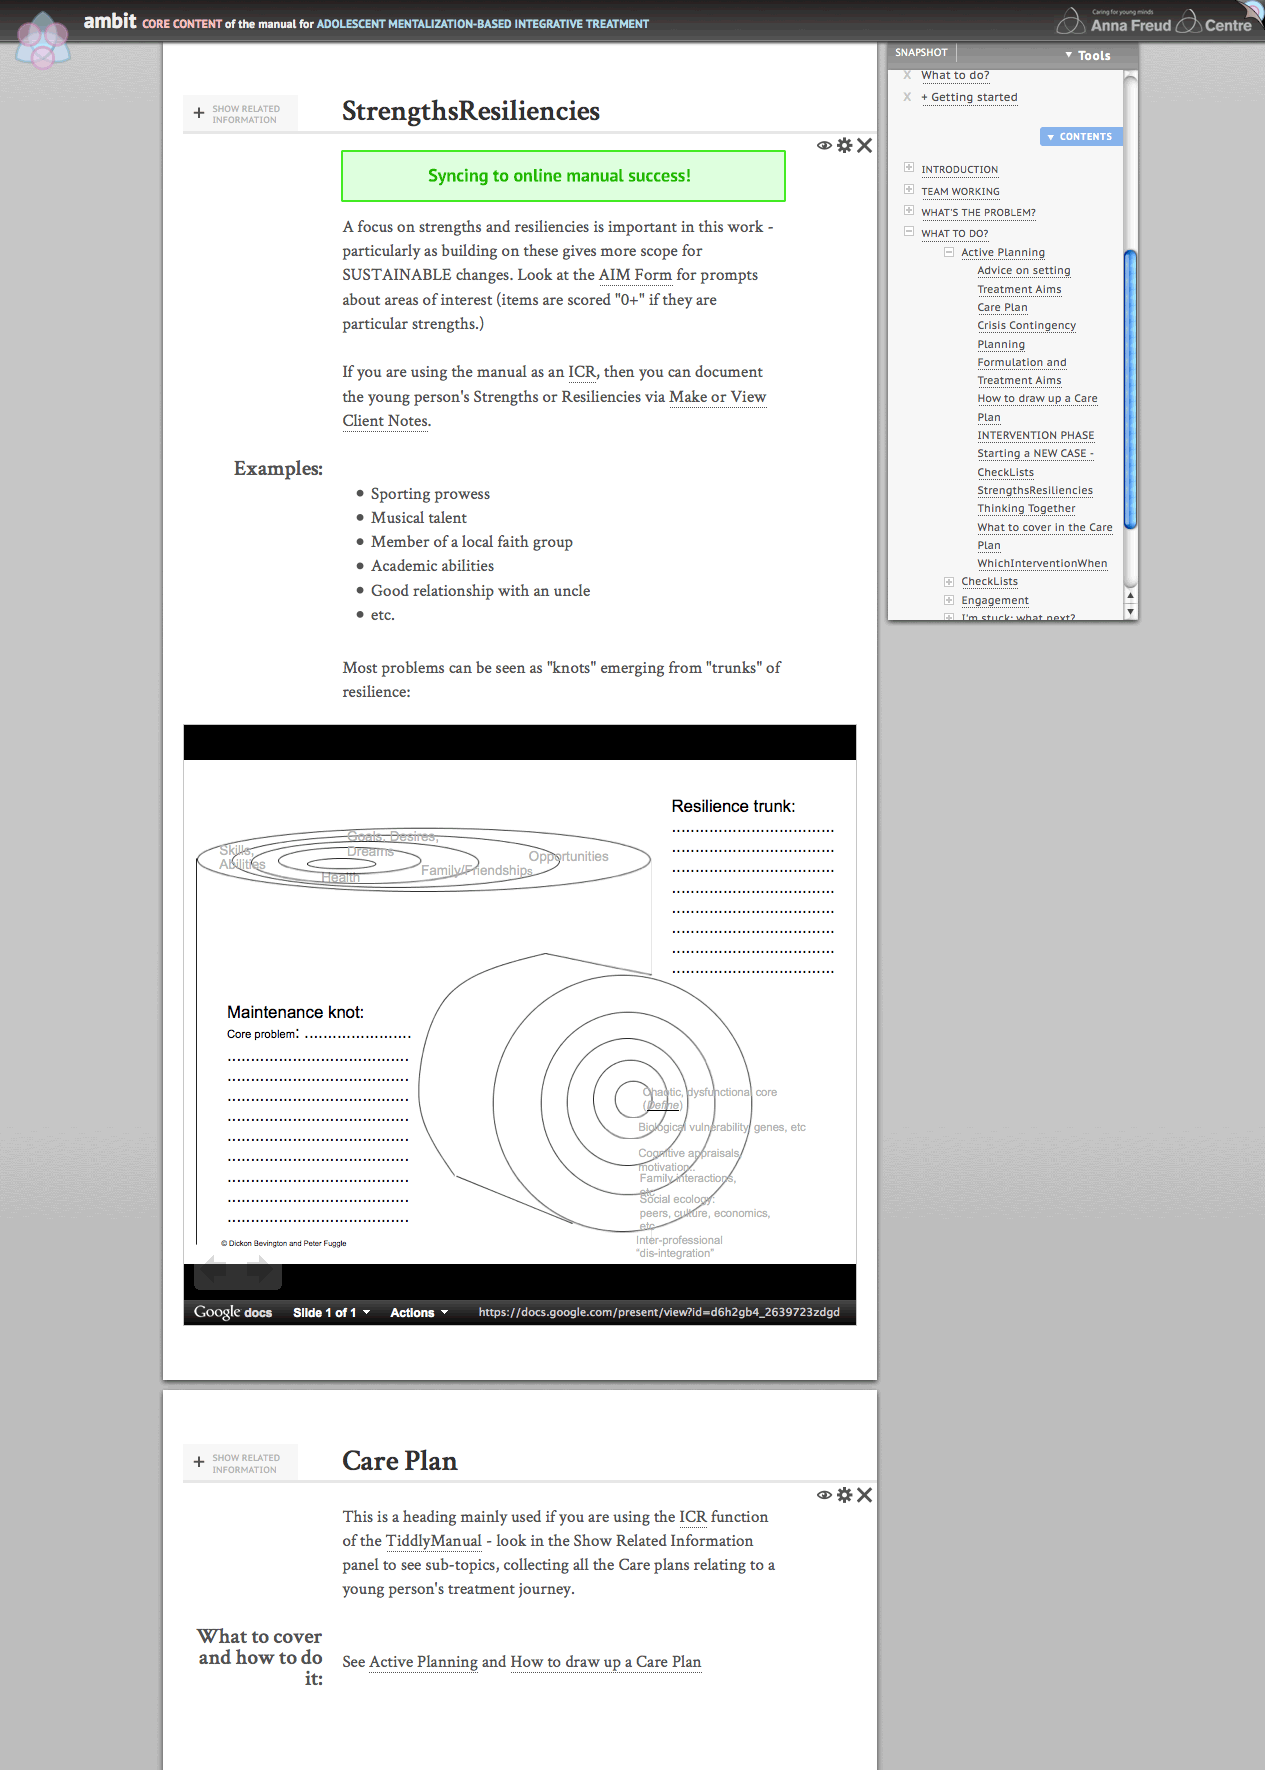 ambit CORE CONTENT of the manual for ADOLESCENT MENTALIZATION-BASED INTEGRATIVE TREATMENT
Caring for young minds
Anna Freud Centre
SNAPSHOT
Tools
X What to do?
X + Getting started
CONTENTS
INTRODUCTION
TEAM WORKING
WHAT'S THE PROBLEM?
WHAT TO DO?
Active Planning
Advice on setting
Treatment Aims
Care Plan
Crisis Contingency
Planning
Formulation and
Treatment Aims
How to draw up a Care
Plan
INTERVENTION PHASE
Starting a NEW CASE -
CheckLists
StrengthsResiliencies
Thinking Together
What to cover in the Care
Plan
WhichInterventionWhen
CheckLists
Engagement
I'm stuck: what next?
+ SHOW RELATED
INFORMATION
StrengthsResiliencies
Syncing to online manual success!
A focus on strengths and resiliencies is important in this work -
particularly as building on these gives more scope for
SUSTAINABLE changes. Look at the AIM Form for prompts
about areas of interest (items are scored "0+" if they are
particular strengths.)
If you are using the manual as an ICR, then you can document
the young person's Strengths or Resiliencies via Make or View
Client Notes.
Examples:
• Sporting prowess
• Musical talent
• Member of a local faith group
• Academic abilities
• Good relationship with an uncle
• etc.
Most problems can be seen as "knots" emerging from "trunks" of
resilience:
Resilience trunk:
Goals, Desires,
Dreams
Skills,
Abilities
Opportunities
Family/Friendships
Health
Maintenance knot:
Core problem: ........................
Chaotic, dysfunctional core
(Define)
Biological vulnerability, genes, etc
Cognitive appraisals,
motivation..
Family interactions,
etc
Social ecology:
peers, culture, economics,
etc
Inter-professional
"dis-integration"
© Dickon Bevington and Peter Fuggle
Google docs Slide 1 of 1 Actions https://docs.google.com/present/view?id=d6h2gb4_2639723zdgd
+ SHOW RELATED
INFORMATION
Care Plan
This is a heading mainly used if you are using the ICR function
of the TiddlyManual - look in the Show Related Information
panel to see sub-topics, collecting all the Care plans relating to a
young person's treatment journey.
What to cover
and how to do
it:
See Active Planning and How to draw up a Care Plan